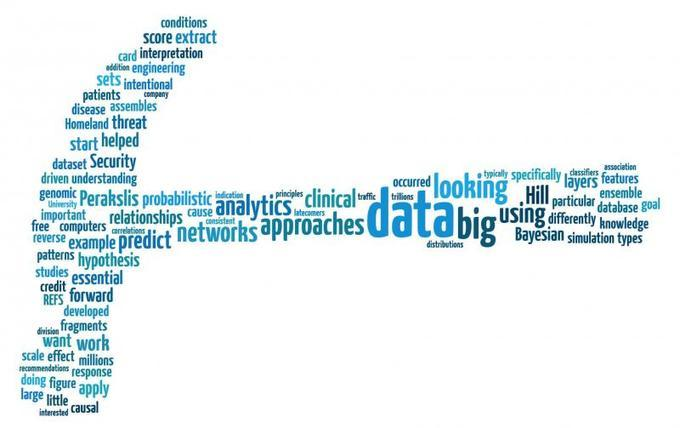 conditions
score extract
card interpretation
addition engineering
sets intentional
patients company
disease assembles
Homeland threat
start helped
dataset Security
driven understanding
genomic Perakslis probabilistic indication analytics principles clinical traffic trillions occurred looking typically specifically classifiers layers association features
University important relationships cause consistent latecomers data Hill particular ensemble
free computers correlations networks approaches big using differently database goal
reverse example predict distributions Bayesian simulation types knowledge
patterns hypothesis
studies essential
credit
REFS forward
developed
fragments
division want work
scale effect millions
recommendations response
doing figure apply
large little
interested causal